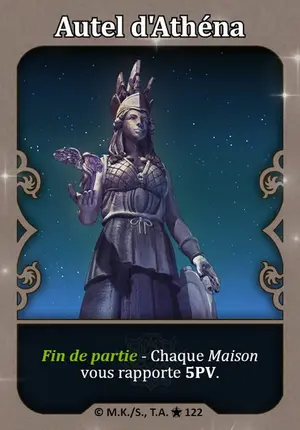 Autel d'Athéna
Fin de partie - Chaque Maison
vous rapporte 5PV.
© M.K./S., T.A. ★ 122